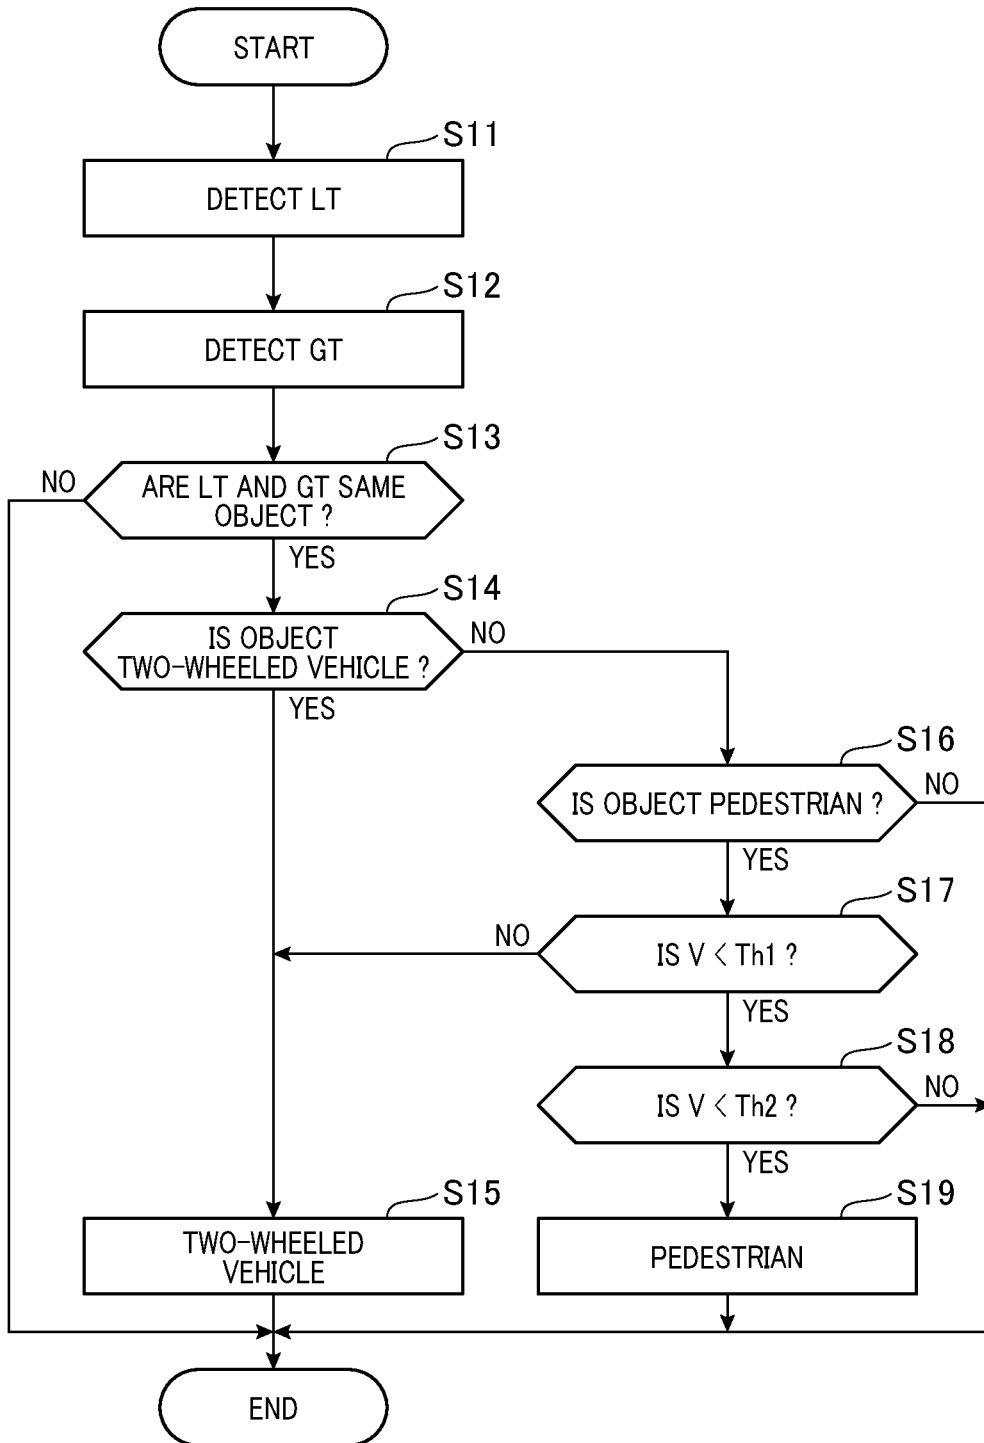 START
S11
DETECT LT
S12
DETECT GT
S13
NO
ARE LT AND GT SAME
OBJECT ?
YES
S14
IS OBJECT
TWO-WHEELED VEHICLE ?
NO
YES
S16
IS OBJECT PEDESTRIAN ?
NO
YES
S17
NO
IS V < Th1 ?
YES
S18
IS V < Th2 ?
NO
YES
S15
TWO-WHEELED
VEHICLE
S19
PEDESTRIAN
END